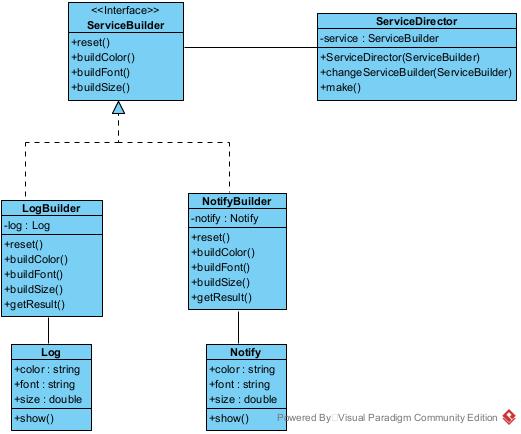 <<Interface>>
ServiceBuilder
+reset()
+buildColor()
+buildFont()
+buildSize()
ServiceDirector
-service : ServiceBuilder
+ServiceDirector(ServiceBuilder)
+changeServiceBuilder(ServiceBuilder)
+make()
LogBuilder
-log : Log
+reset()
+buildColor()
+buildFont()
+buildSize()
+getResult()
NotifyBuilder
-notify : Notify
+reset()
+buildColor()
+buildFont()
+buildSize()
+getResult()
Log
+color : string
+font : string
+size : double
+show()
Notify
+color : string
+font : string
+size : double
+show()
Powered By Visual Paradigm Community Edition